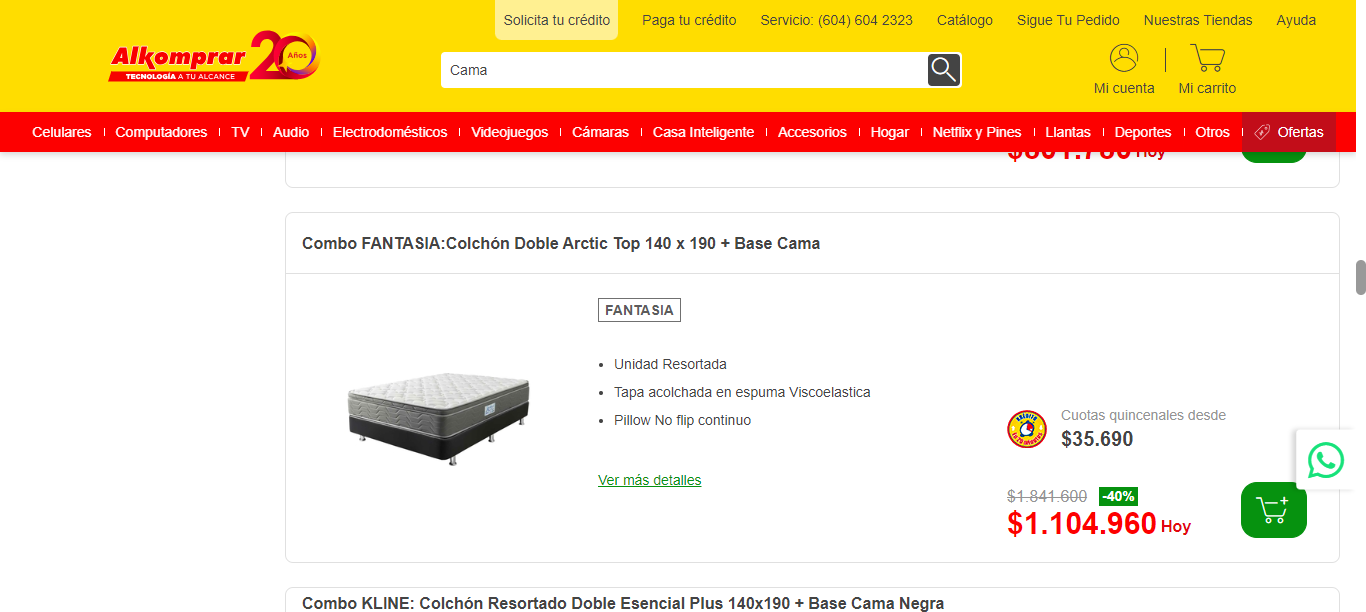 Solicita tu crédito
Paga tu crédito
Servicio: (604) 604 2323
Catálogo
Sigue Tu Pedido
Nuestras Tiendas
Ayuda
Alkomprar 20 Años
TECNOLOGÍA A TU ALCANCE
Cama
Mi cuenta
Mi carrito
Celulares
Computadores
TV
Audio
Electrodomésticos
Videojuegos
Cámaras
Casa Inteligente
Accesorios
Hogar
Netflix y Pines
Llantas
Deportes
Otros
Ofertas
Hoy
Combo FANTASIA:Colchón Doble Arctic Top 140 x 190 + Base Cama
FANTASIA
Unidad Resortada
Tapa acolchada en espuma Viscoelastica
Pillow No flip continuo
Ver más detalles
Cuotas quincenales desde
$35.690
$1.841.600 -40%
$1.104.960 Hoy
Combo KLINE: Colchón Resortado Doble Esencial Plus 140x190 + Base Cama Negra